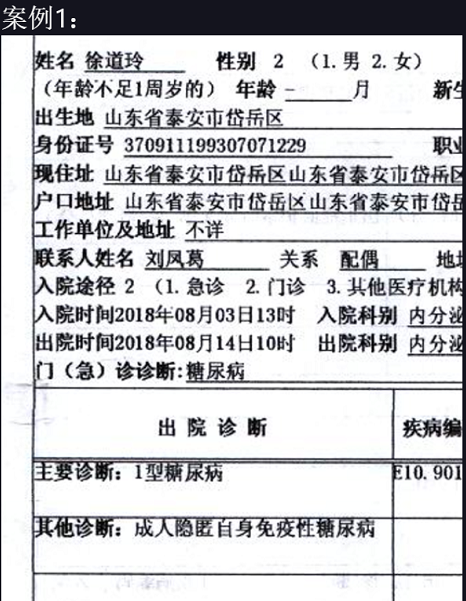 案例1：
姓名 徐道玲 性别 2 （1.男 2.女）
（年龄不足1周岁的） 年龄 - 月 新生
出生地 山东省泰安市岱岳区
身份证号 370911199307071229 职业
现住址 山东省泰安市岱岳区山东省泰安市岱岳区
户口地址 山东省泰安市岱岳区山东省泰安市岱岳
工作单位及地址 不详
联系人姓名 刘凤葛 关系 配偶 地址
入院途径 2 （1.急诊 2.门诊 3.其他医疗机构
入院时间2018年08月03日13时 入院科别 内分泌
出院时间2018年08月14日10时 出院科别 内分泌
门（急）诊诊断:糖尿病
出 院 诊 断 疾病编
主要诊断：1型糖尿病 E10.901
其他诊断：成人隐匿自身免疫性糖尿病